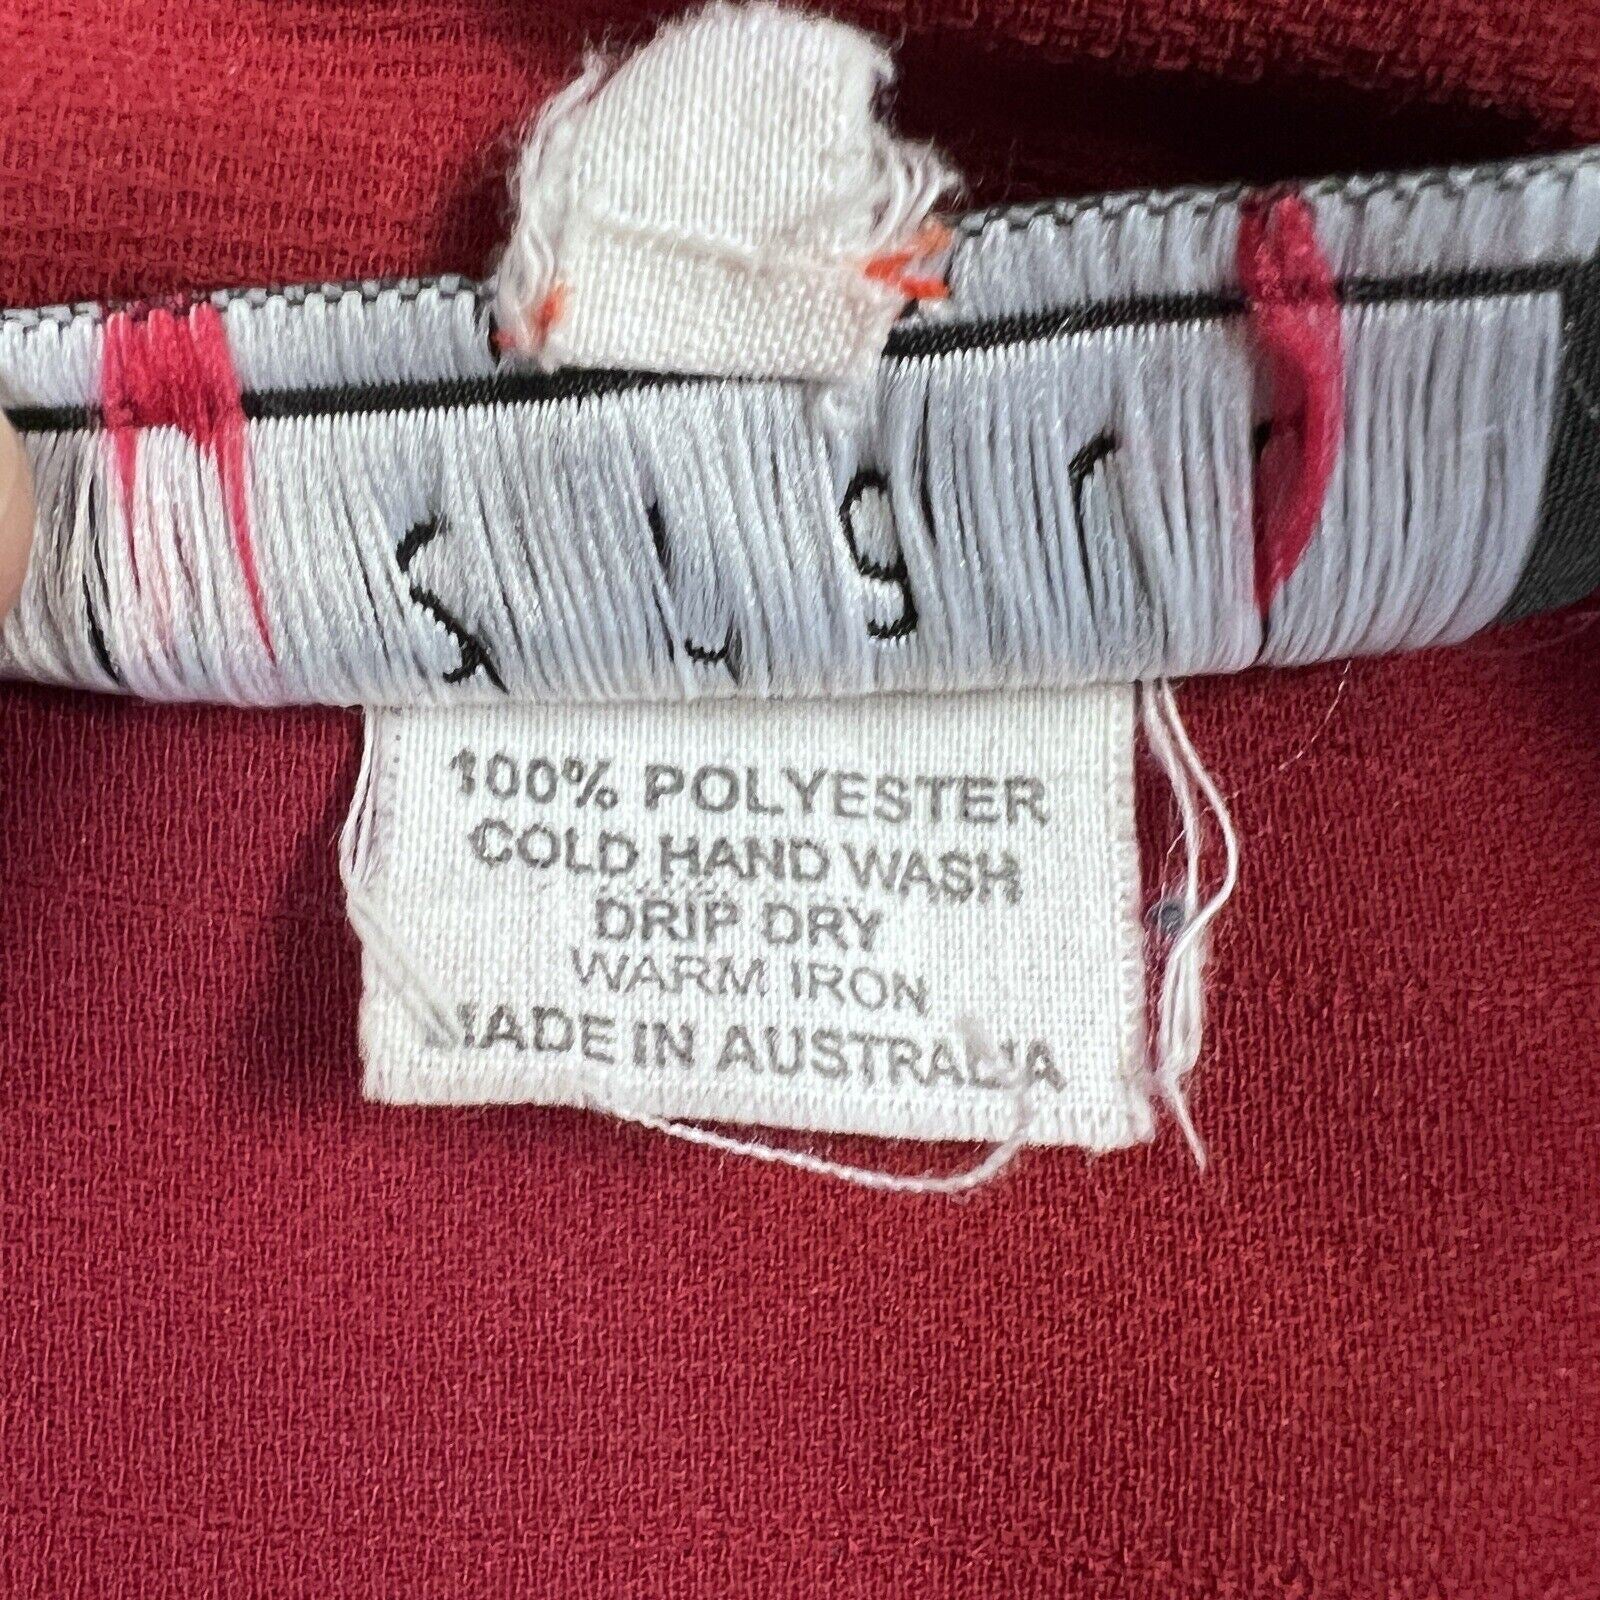 100% POLYESTER
COLD HAND WASH
DRIP DRY
WARM IRON
MADE IN AUSTRALIA